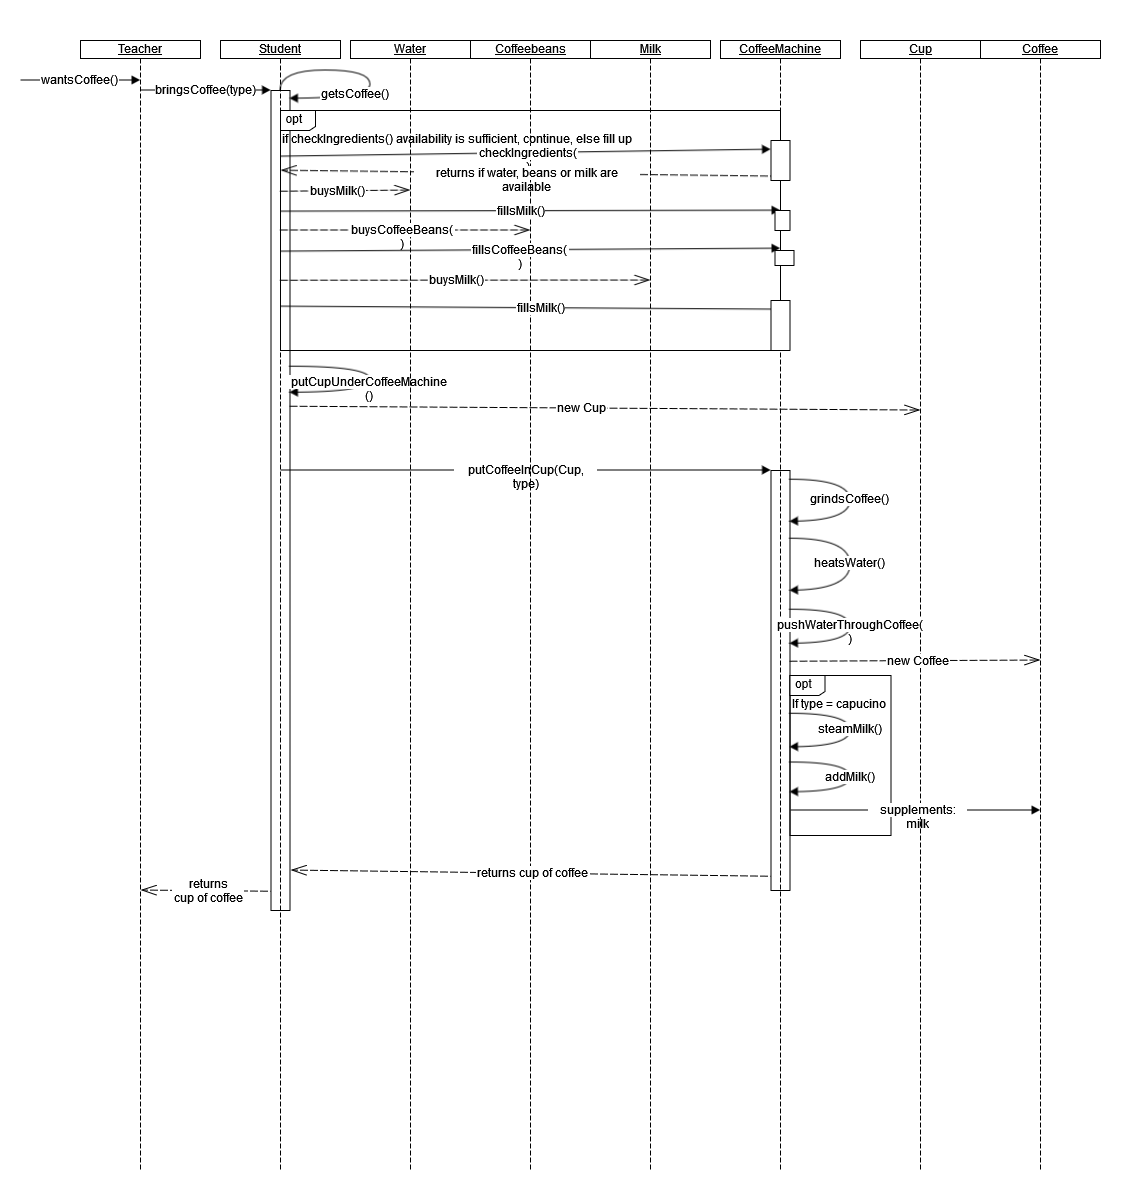 Teacher
Student
Water
Coffeebeans
Milk
CoffeeMachine
Cup
Coffee
wantsCoffee()
bringsCoffee(type)
getsCoffee()
opt
if checkIngredients() availability is sufficient, continue, else fill up
checkIngredients(
)
returns if water, beans or milk are
available
buysMilk()
fillsMilk()
buysCoffeeBeans(
)
fillsCoffeeBeans(
)
buysMilk()
fillsMilk()
putCupUnderCoffeeMachine
()
new Cup
putCoffeeInCup(Cup,
type)
grindsCoffee()
heatsWater()
pushWaterThroughCoffee(
)
new Coffee
opt
If type = capucino
steamMilk()
addMilk()
supplements:
milk
returns cup of coffee
returns
cup of coffee